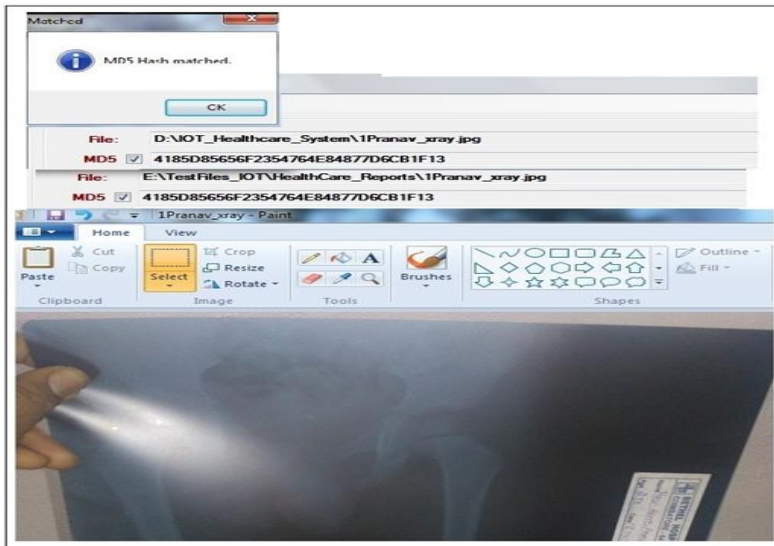 Matched
MD5 Hash matched.
OK
File: D:\IOT_Healthcare_System\1Pranav_xray.jpg
MD5 4185D85656F2354764E84877D6CB1F13
File: E:\TestFiles_IOT\HealthCare_Reports\1Pranav_xray.jpg
MD5 4185D85656F2354764E84877D6CB1F13
1Pranav_xray - Paint
Home View
Cut Crop Outline
Copy Resize Fill
Paste Select Rotate A Brushes
Clipboard Image Tools Shapes
BETHEL